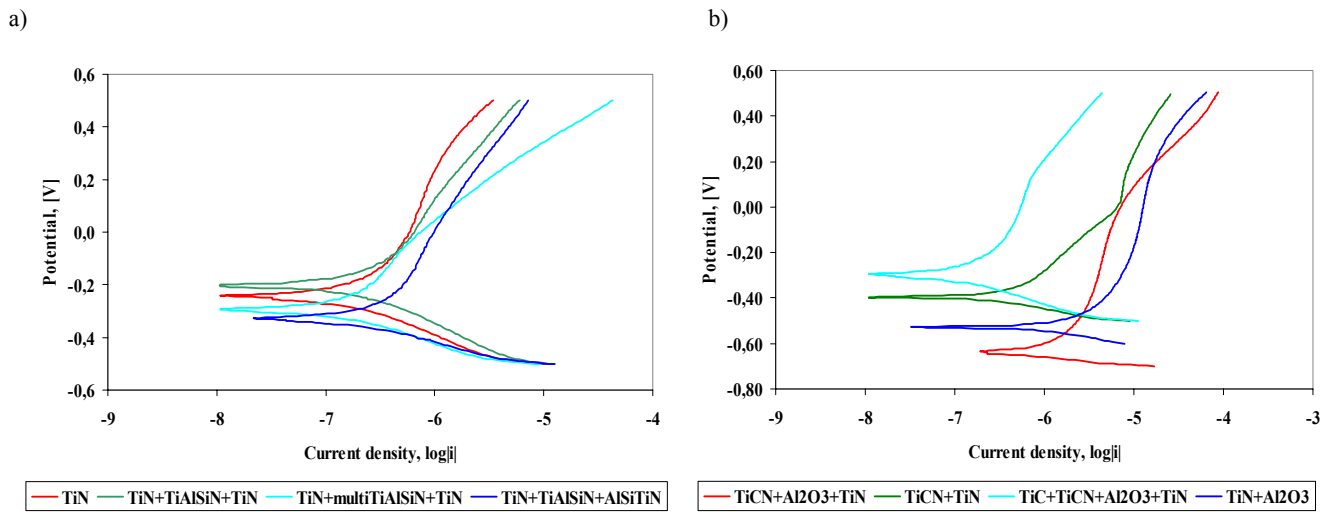 a)
b)
0,6
0,4
0,2
0,0
-0,2
-0,4
-0,6
Potential, [V]
-9 -8 -7 -6 -5 -4
Current density, log|i|
TiN TiN+TiAlSiN+TiN TiN+multiTiAlSiN+TiN TiN+TiAlSiN+AlSiTiN
0,60
0,40
0,20
0,00
-0,20
-0,40
-0,60
-0,80
Potential, [V]
-9 -8 -7 -6 -5 -4 -3
Current density, log|i|
TiCN+Al2O3+TiN TiCN+TiN TiC+TiCN+Al2O3+TiN TiN+Al2O3